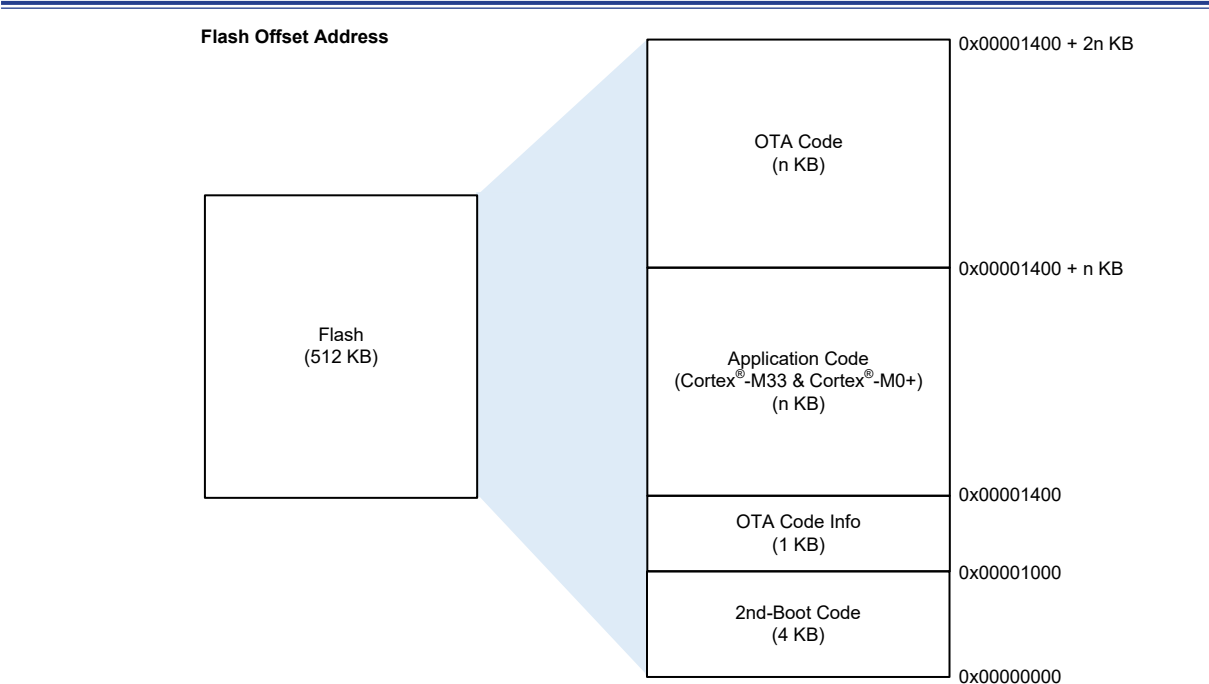 Flash Offset Address
Flash
(512 KB)
OTA Code
(n KB)
Application Code
(Cortex®-M33 & Cortex®-M0+)
(n KB)
OTA Code Info
(1 KB)
2nd-Boot Code
(4 KB)
0x00001400 + 2n KB
0x00001400 + n KB
0x00001400
0x00001000
0x00000000